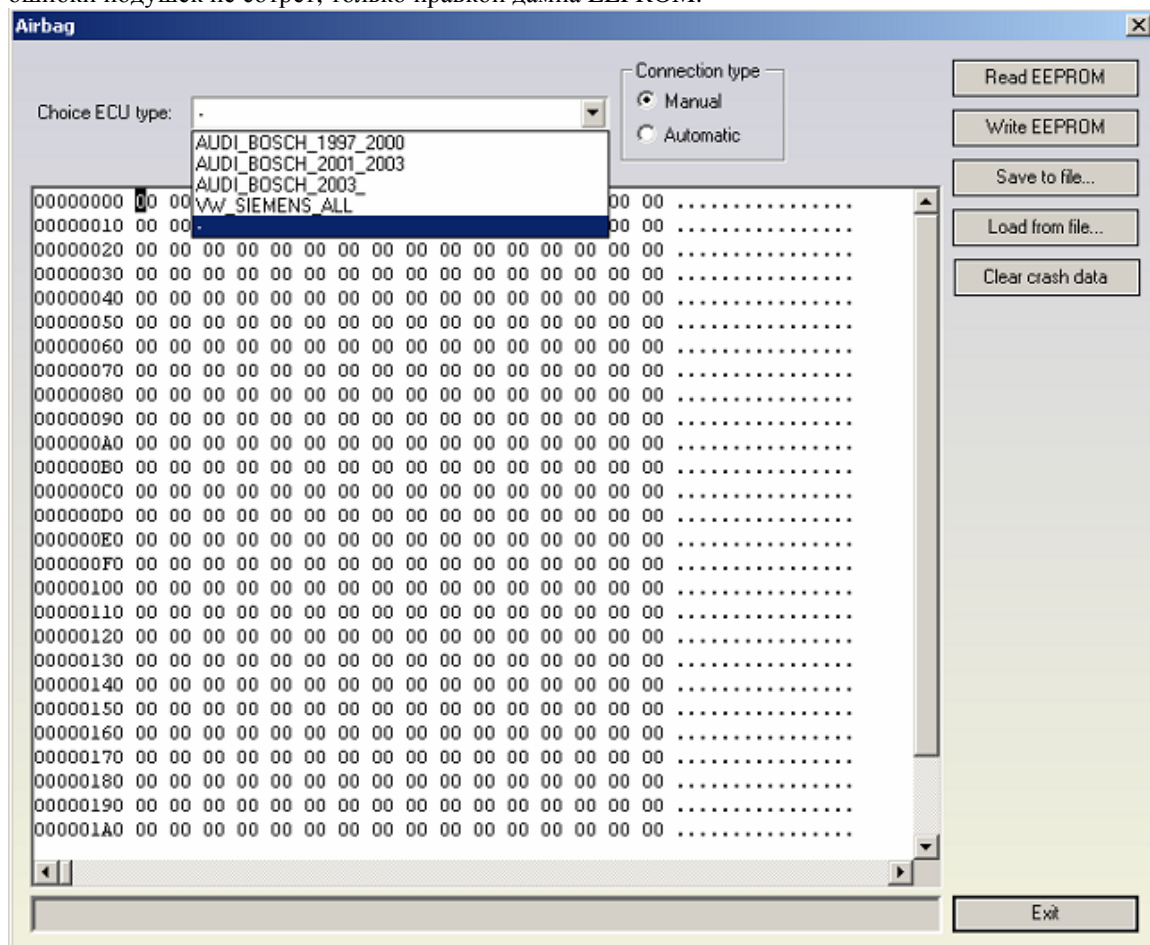 ошибки подушек не сотрет, только правкой дампа EEPROM.
Airbag
Choice ECU type:
-
AUDI_BOSCH_1997_2000
AUDI_BOSCH_2001_2003
AUDI_BOSCH_2003_
VW_SIEMENS_ALL
-
Connection type
Manual
Automatic
Read EEPROM
Write EEPROM
Save to file...
Load from file...
Clear crash data
00000000 00 00 00 00 ................
00000010 00 00 00 00 ................
00000020 00 00 00 00 00 00 00 00 00 00 00 00 00 00 00 00 ................
00000030 00 00 00 00 00 00 00 00 00 00 00 00 00 00 00 00 ................
00000040 00 00 00 00 00 00 00 00 00 00 00 00 00 00 00 00 ................
00000050 00 00 00 00 00 00 00 00 00 00 00 00 00 00 00 00 ................
00000060 00 00 00 00 00 00 00 00 00 00 00 00 00 00 00 00 ................
00000070 00 00 00 00 00 00 00 00 00 00 00 00 00 00 00 00 ................
00000080 00 00 00 00 00 00 00 00 00 00 00 00 00 00 00 00 ................
00000090 00 00 00 00 00 00 00 00 00 00 00 00 00 00 00 00 ................
000000A0 00 00 00 00 00 00 00 00 00 00 00 00 00 00 00 00 ................
000000B0 00 00 00 00 00 00 00 00 00 00 00 00 00 00 00 00 ................
000000C0 00 00 00 00 00 00 00 00 00 00 00 00 00 00 00 00 ................
000000D0 00 00 00 00 00 00 00 00 00 00 00 00 00 00 00 00 ................
000000E0 00 00 00 00 00 00 00 00 00 00 00 00 00 00 00 00 ................
000000F0 00 00 00 00 00 00 00 00 00 00 00 00 00 00 00 00 ................
00000100 00 00 00 00 00 00 00 00 00 00 00 00 00 00 00 00 ................
00000110 00 00 00 00 00 00 00 00 00 00 00 00 00 00 00 00 ................
00000120 00 00 00 00 00 00 00 00 00 00 00 00 00 00 00 00 ................
00000130 00 00 00 00 00 00 00 00 00 00 00 00 00 00 00 00 ................
00000140 00 00 00 00 00 00 00 00 00 00 00 00 00 00 00 00 ................
00000150 00 00 00 00 00 00 00 00 00 00 00 00 00 00 00 00 ................
00000160 00 00 00 00 00 00 00 00 00 00 00 00 00 00 00 00 ................
00000170 00 00 00 00 00 00 00 00 00 00 00 00 00 00 00 00 ................
00000180 00 00 00 00 00 00 00 00 00 00 00 00 00 00 00 00 ................
00000190 00 00 00 00 00 00 00 00 00 00 00 00 00 00 00 00 ................
000001A0 00 00 00 00 00 00 00 00 00 00 00 00 00 00 00 00 ................
Exit